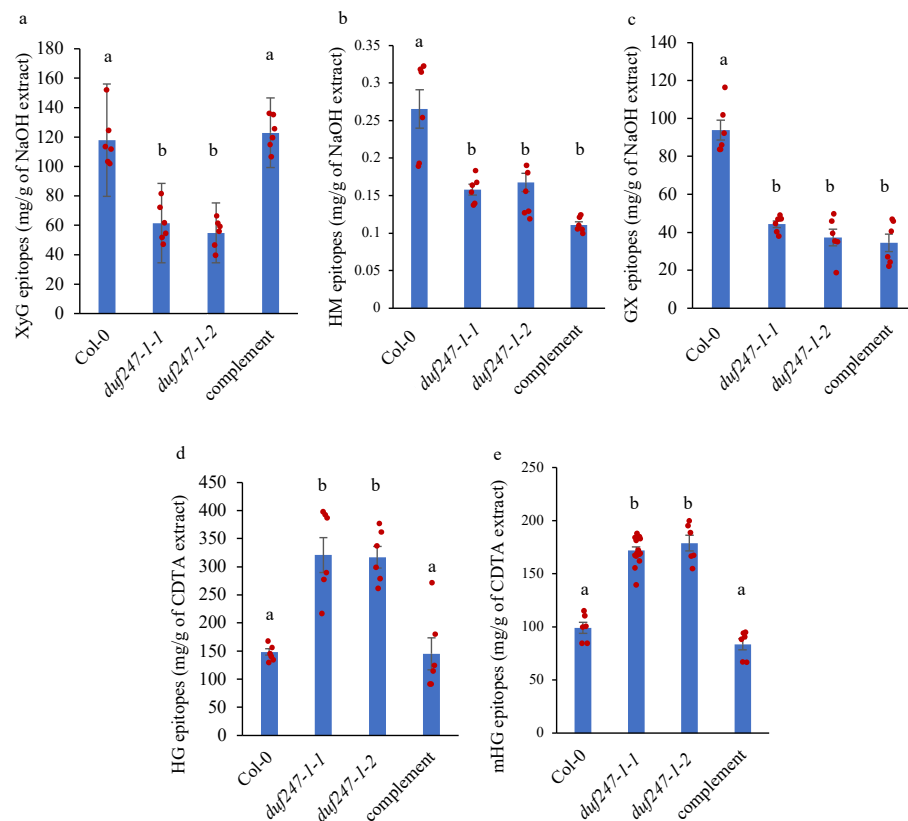 a
XyG epitopes (mg/g of NaOH extract)
180
160
140
120
100
80
60
40
20
0
a
b
b
a
Col-0
duf247-1-1
duf247-1-2
complement
b
HM epitopes (mg/g of NaOH extract)
0.35
0.3
0.25
0.2
0.15
0.1
0.05
0
a
b
b
b
Col-0
duf247-1-1
duf247-1-2
complement
c
GX epitopes (mg/g of NaOH extract)
140
120
100
80
60
40
20
0
a
b
b
b
Col-0
duf247-1-1
duf247-1-2
complement
d
HG epitopes (mg/g of CDTA extract)
450
400
350
300
250
200
150
100
50
0
a
b
b
a
Col-0
duf247-1-1
duf247-1-2
complement
e
mHG epitopes (mg/g of CDTA extract)
250
200
150
100
50
0
a
b
b
a
Col-0
duf247-1-1
duf247-1-2
complement